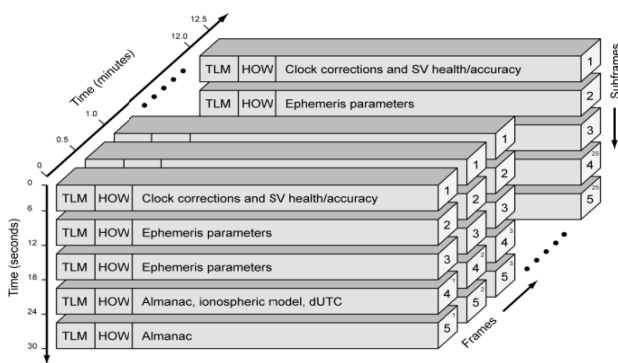 12.5
12.0
Time (minutes)
1.0
0.5
0
TLM HOW Clock corrections and SV health/accuracy 1
TLM HOW Ephemeris parameters 2
3
4 25
5 25
Subframes
1
1
2
2
3
3
4 3
4 2
5 3
5 2
0
TLM HOW Clock corrections and SV health/accuracy 1
6
TLM HOW Ephemeris parameters 2
12
TLM HOW Ephemeris parameters 3
18
TLM HOW Almanac, ionospheric model, dUTC 4 1
24
TLM HOW Almanac 5 1
30
Time (seconds)
Frames